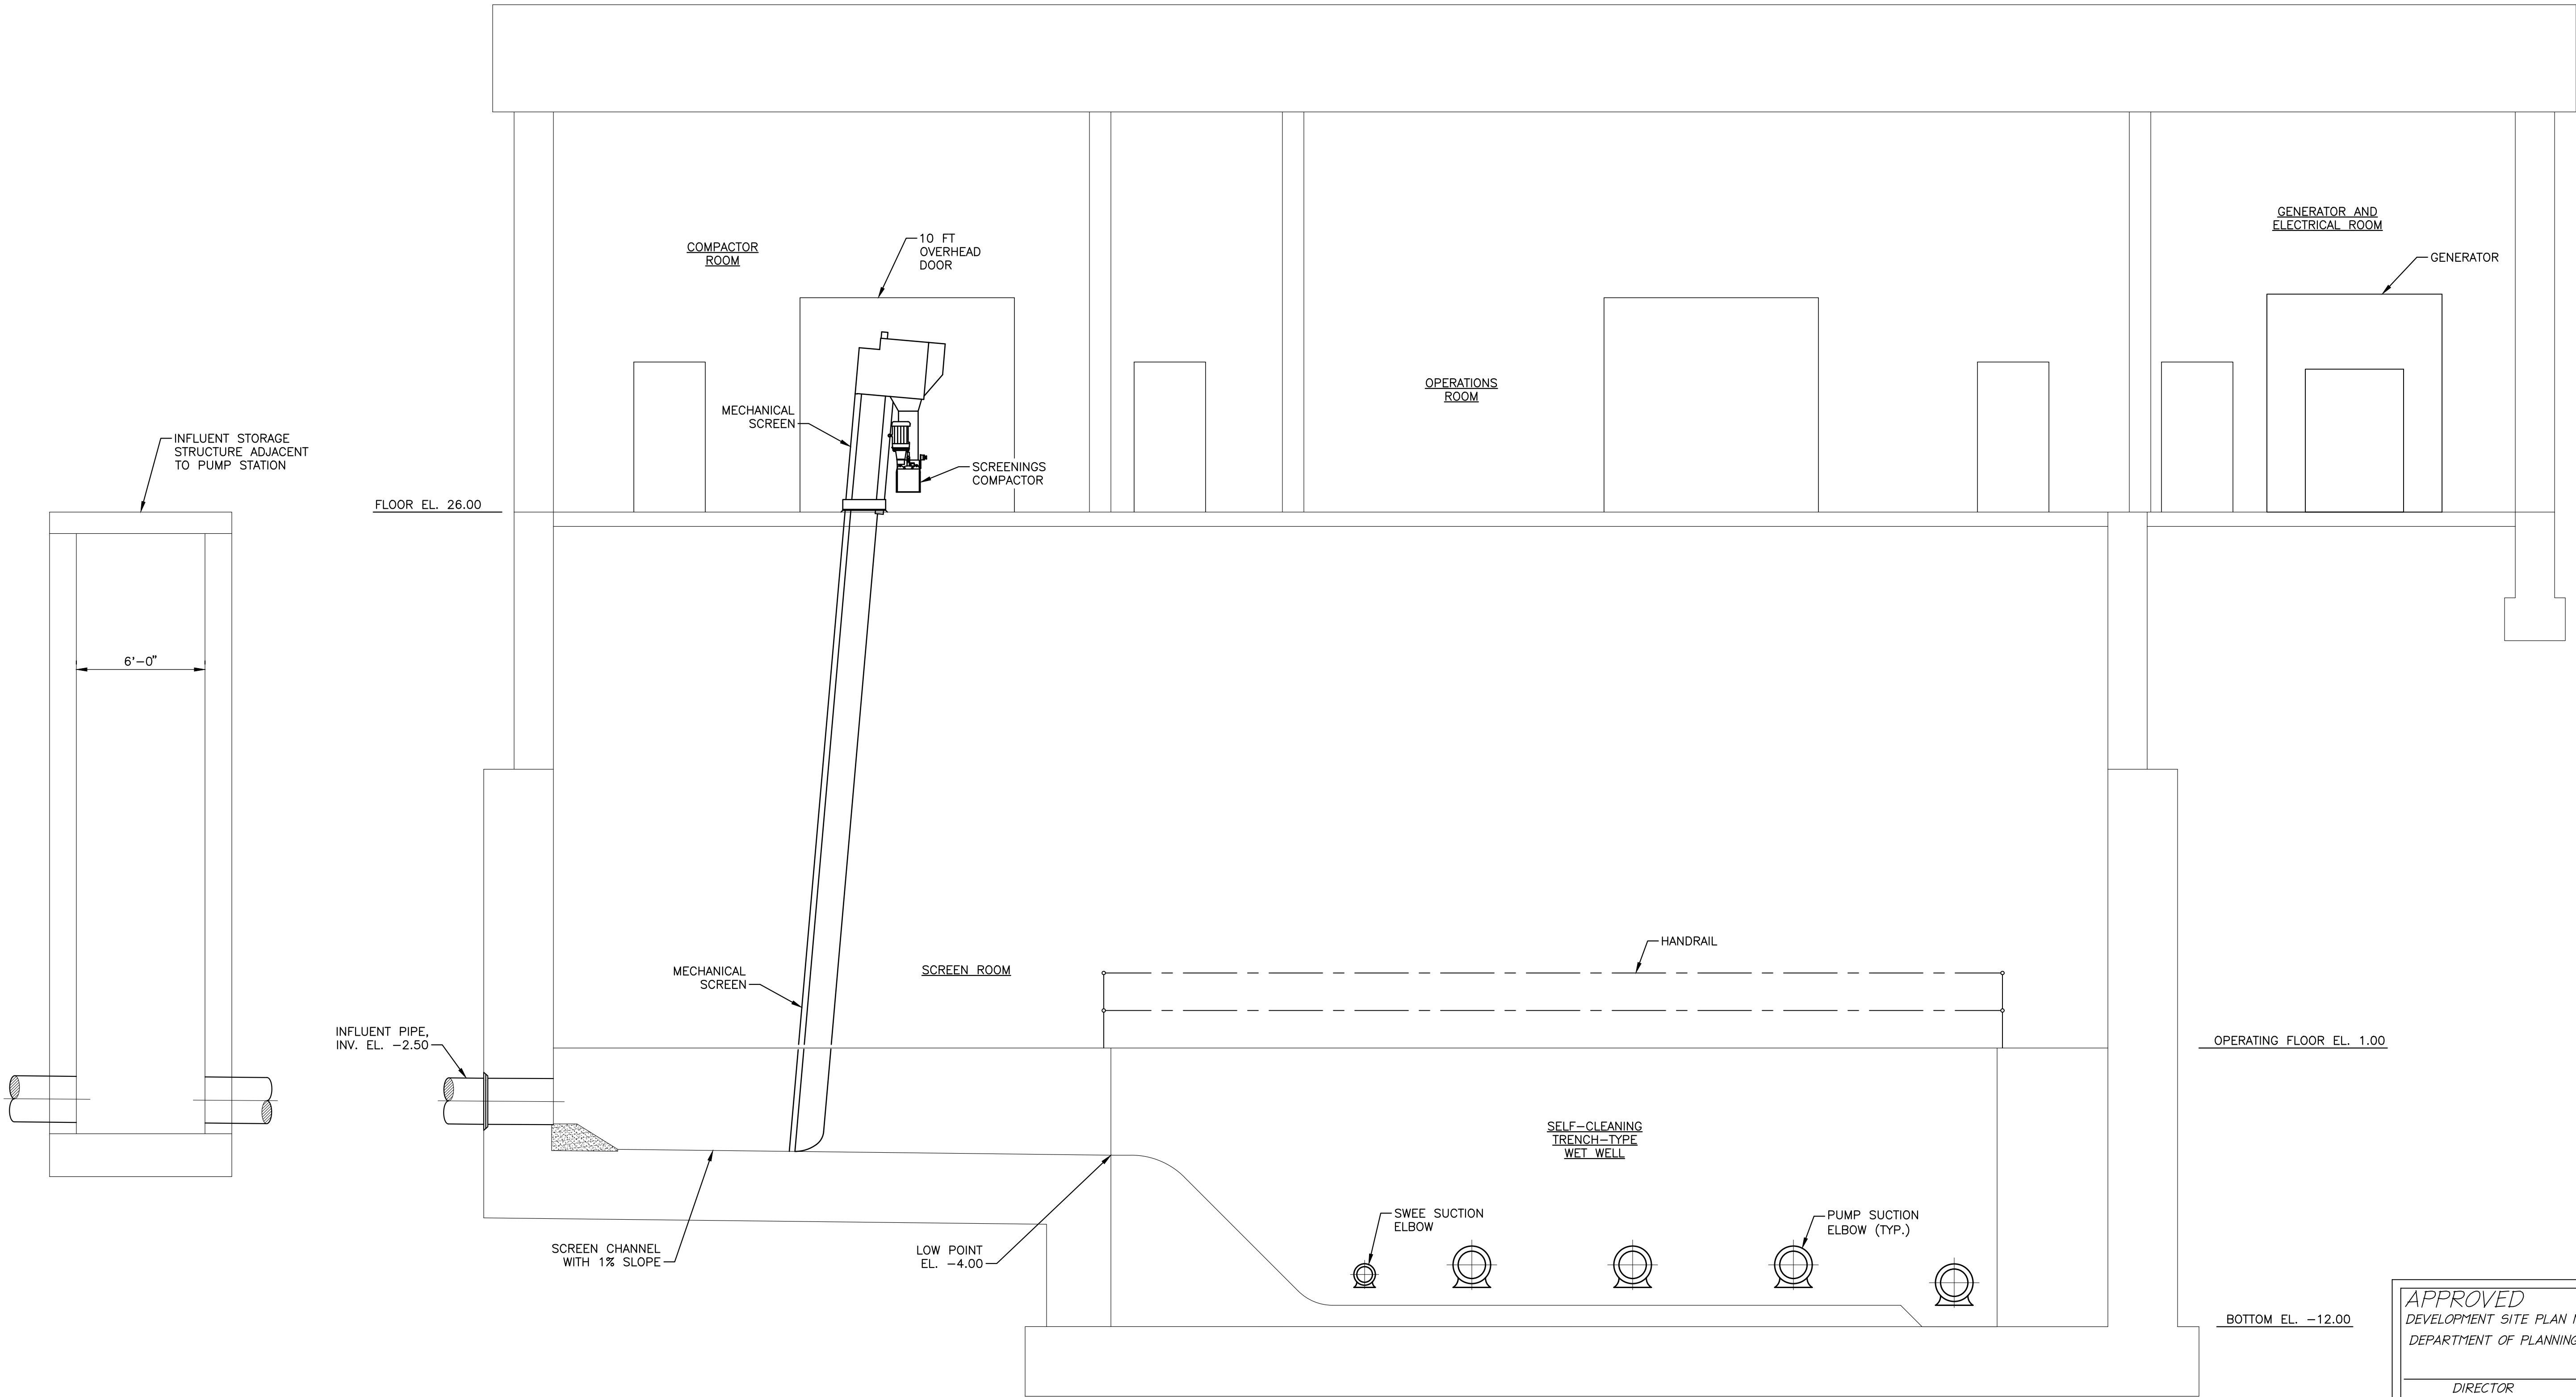 COMPACTOR
ROOM
10 FT
OVERHEAD
DOOR
GENERATOR AND
ELECTRICAL ROOM
GENERATOR
OPERATIONS
ROOM
MECHANICAL
SCREEN
SCREENINGS
COMPACTOR
INFLUENT STORAGE
STRUCTURE ADJACENT
TO PUMP STATION
FLOOR EL. 26.00
6'-0"
HANDRAIL
SCREEN ROOM
MECHANICAL
SCREEN
INFLUENT PIPE,
INV. EL. -2.50
OPERATING FLOOR EL. 1.00
SELF-CLEANING
TRENCH-TYPE
WET WELL
SWEE SUCTION
ELBOW
PUMP SUCTION
ELBOW (TYP.)
SCREEN CHANNEL
WITH 1% SLOPE
LOW POINT
EL. -4.00
BOTTOM EL. -12.00
APPROVED
DEVELOPMENT SITE PLAN
DEPARTMENT OF PLANNING
DIRECTOR